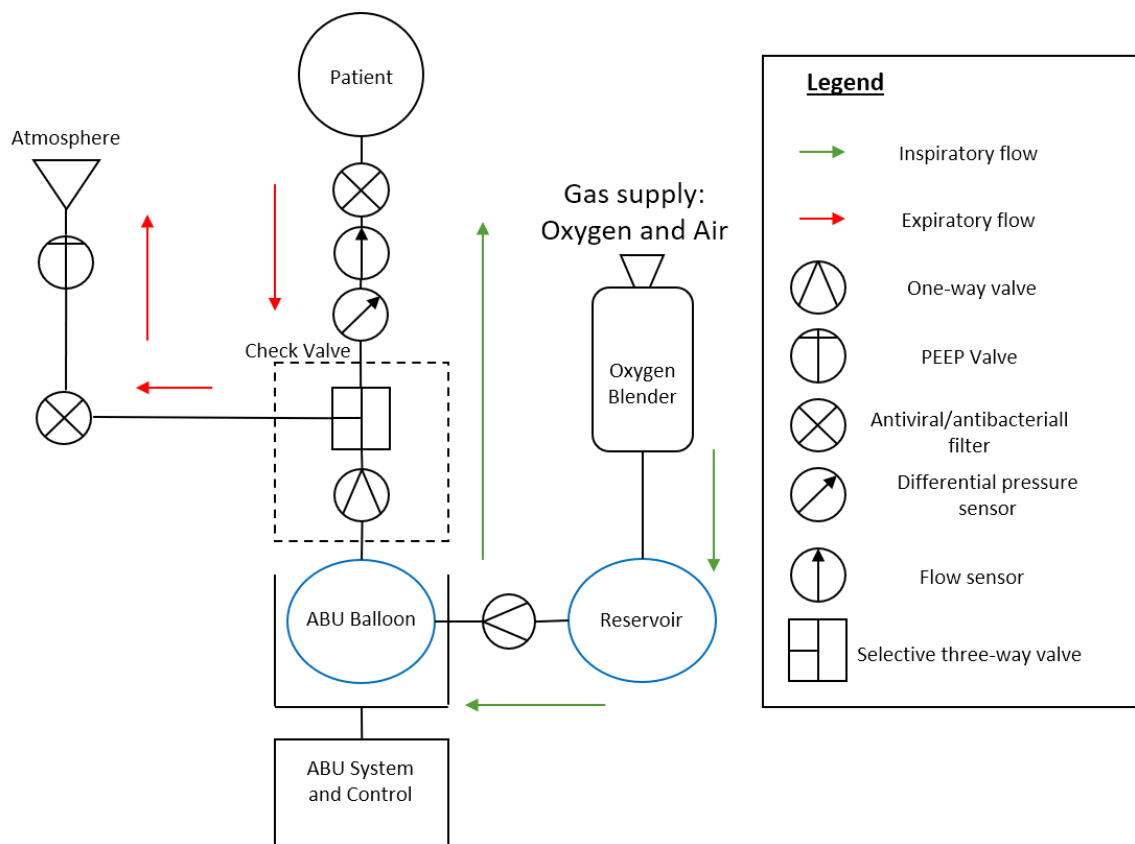 Patient
Atmosphere
Gas supply:
Oxygen and Air
Check Valve
Oxygen
Blender
ABU Balloon
Reservoir
ABU System
and Control
Legend
Inspiratory flow
Expiratory flow
One-way valve
PEEP Valve
Antiviral/antibacteriall
filter
Differential pressure
sensor
Flow sensor
Selective three-way valve